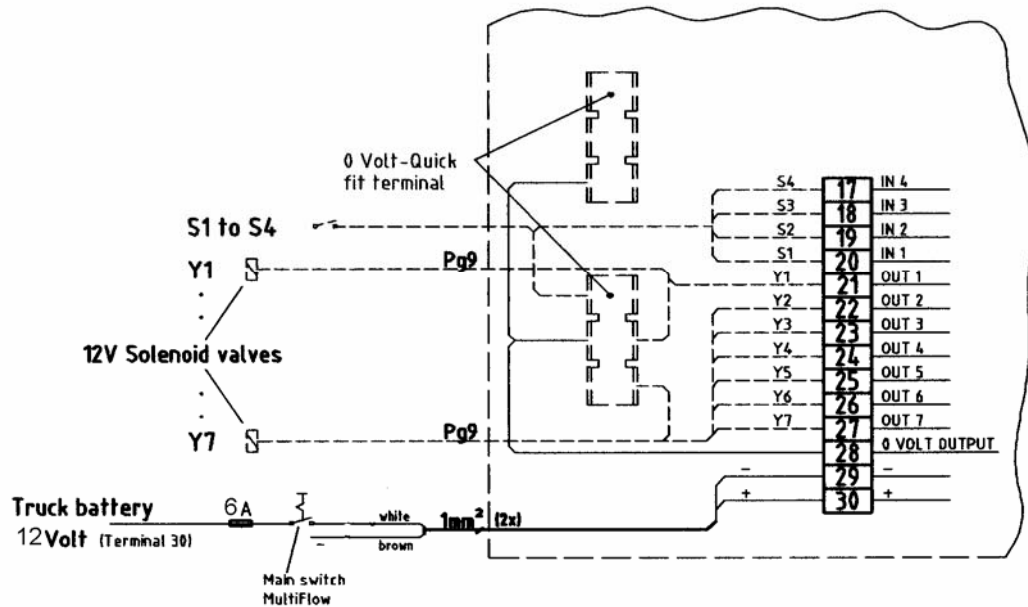 0 Volt-Quick
fit terminal
S1 to S4
Y1
12V Solenoid valves
Y7
Pg9
Pg9
S4 17 IN 4
S3 18 IN 3
S2 19 IN 2
S1 20 IN 1
Y1 21 OUT 1
Y2 22 OUT 2
Y3 23 OUT 3
Y4 24 OUT 4
Y5 25 OUT 5
Y6 26 OUT 6
Y7 27 OUT 7
28 0 VOLT OUTPUT
- 29 -
+ 30 +
Truck battery
12Volt (Terminal 30)
6A
white
- brown
1mm² (2x)
Main switch
MultiFlow